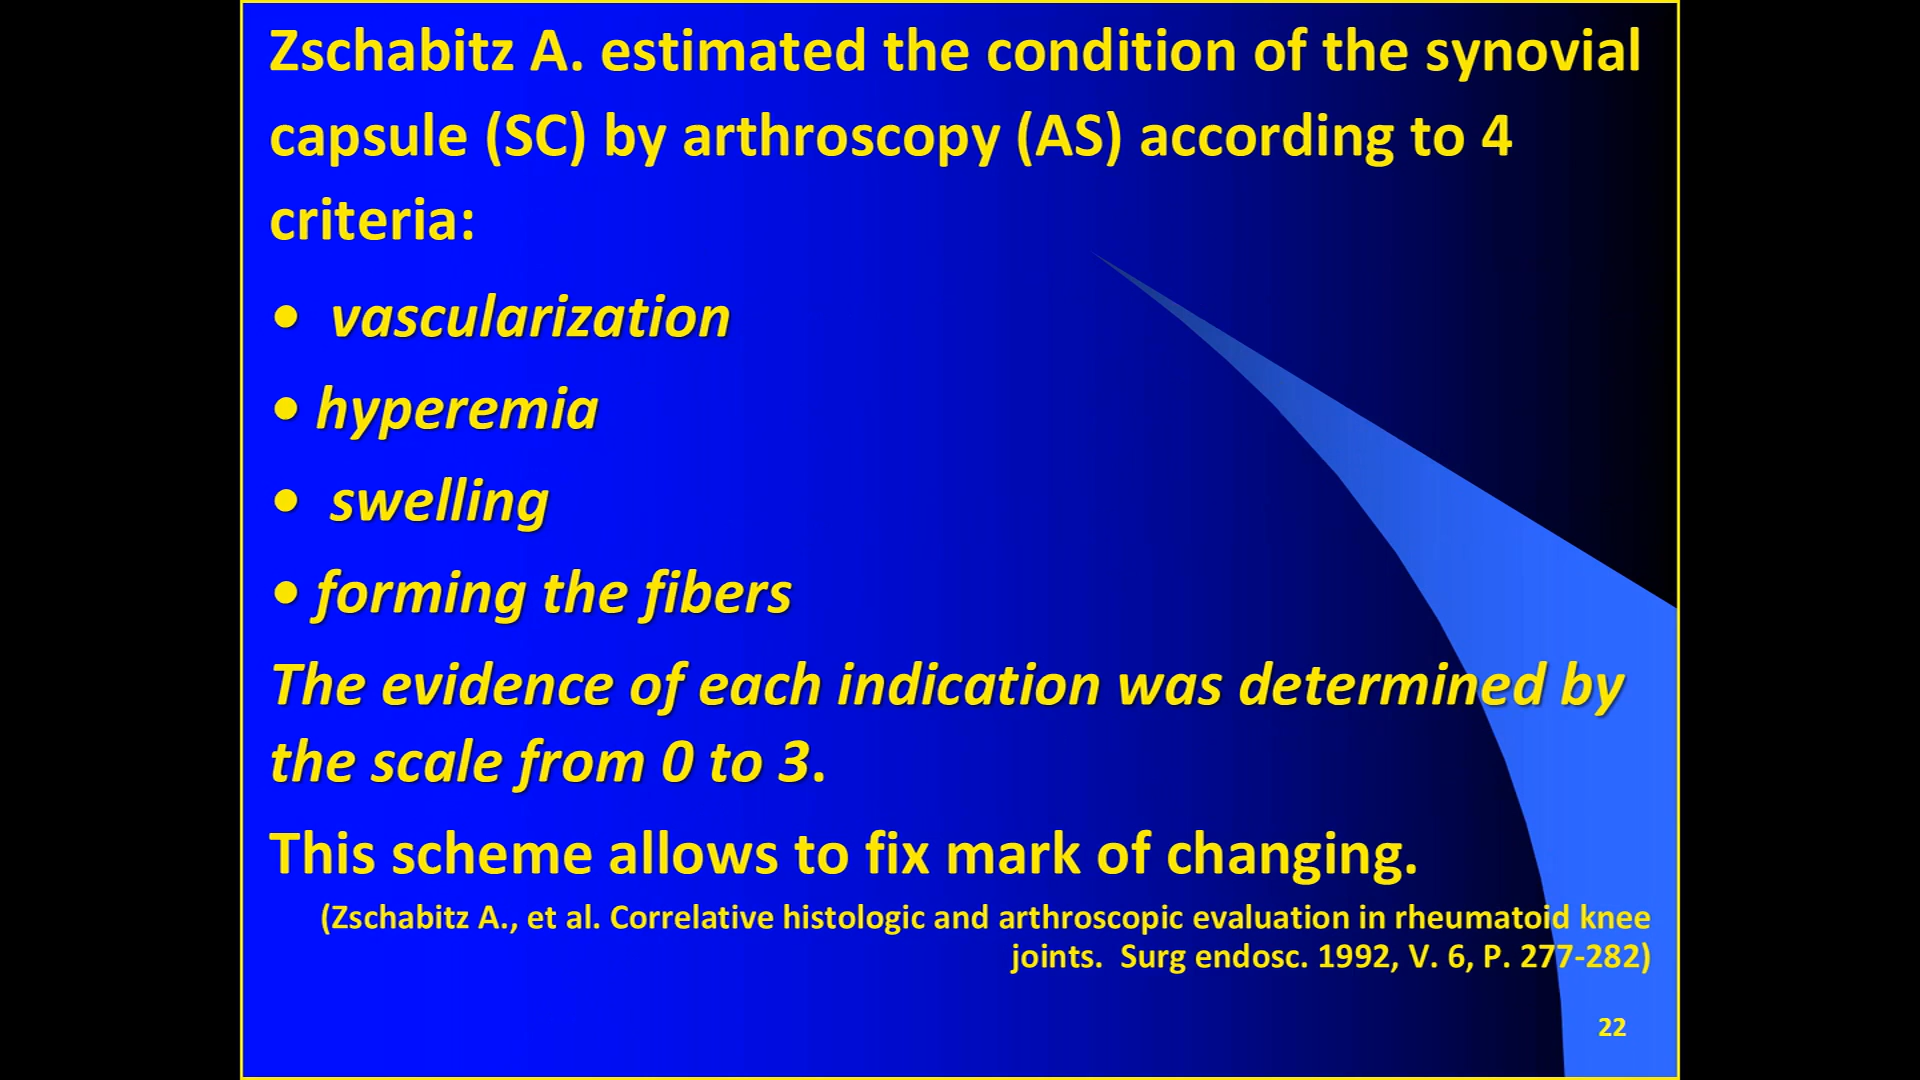 Zschabitz A. estimated the condition of the synovial
capsule (SC) by arthroscopy (AS) according to 4
criteria:
• vascularization
• hyperemia
• swelling
• forming the fibers
The evidence of each indication was determined by
the scale from 0 to 3.
This scheme allows to fix mark of changing.
(Zschabitz A., et al. Correlative histologic and arthroscopic evaluation in rheumatoid knee
joints. Surg endosc. 1992, V. 6, P. 277-282)
22